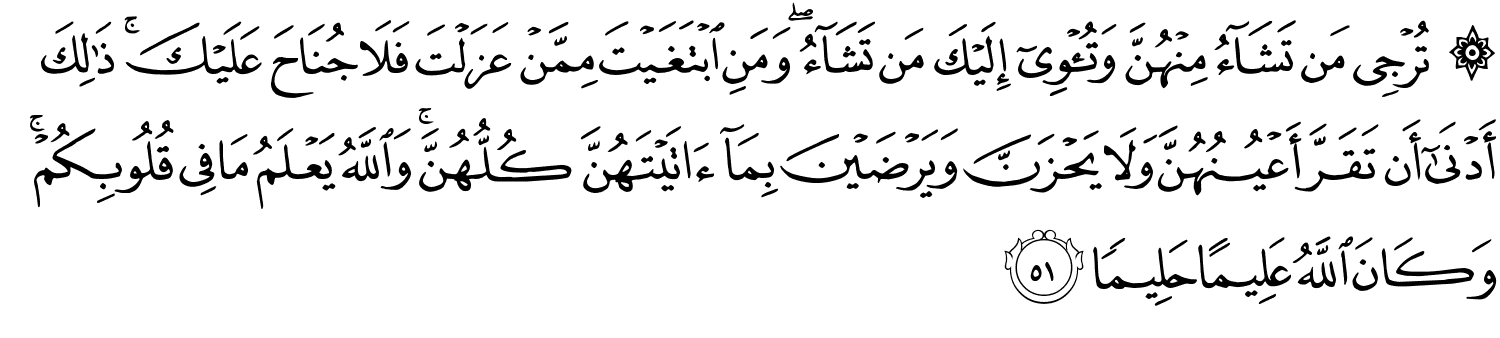 ۞ تُرْجِى مَن تَشَآءُ مِنْهُنَّ وَتُـْٔوِىٓ إِلَيْكَ مَن تَشَآءُ ۖ وَمَنِ ٱبْتَغَيْتَ مِمَّنْ عَزَلْتَ فَلَا جُنَاحَ عَلَيْكَ ۚ ذَٰلِكَ
أَدْنَىٰٓ أَن تَقَرَّ أَعْيُنُهُنَّ وَلَا يَحْزَنَّ وَيَرْضَيْنَ بِمَآ ءَاتَيْتَهُنَّ كُلُّهُنَّ ۚ وَٱللَّهُ يَعْلَمُ مَا فِى قُلُوبِكُمْ ۚ
وَكَانَ ٱللَّهُ عَلِيمًا حَلِيمًا ٥١